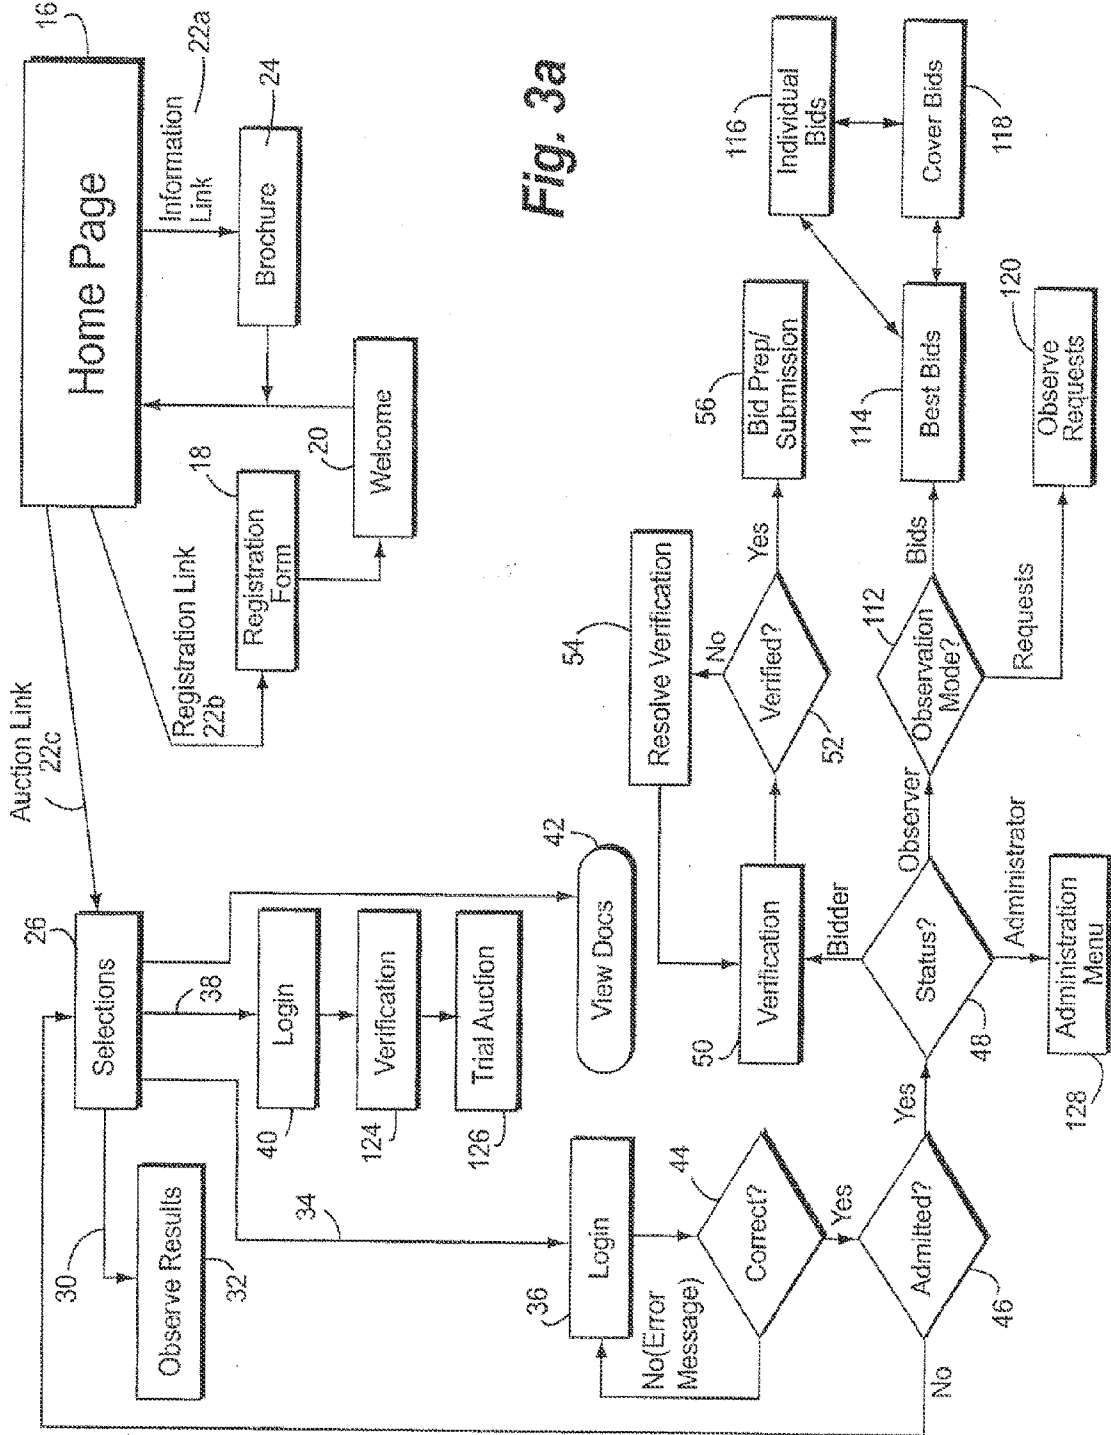 Home Page
16
Information
Link
22a
Brochure
24
Welcome
20
Registration
Form
18
Registration Link
22b
Auction Link
22c
Selections
26
38
Login
40
Verification
124
Trial Auction
126
View Docs
42
30
Observe Results
32
34
Login
36
Correct?
44
No(Error
Message)
Yes
Admitted?
46
No
Yes
Status?
48
Bidder
Observer
Administrator
Administration
Menu
128
Verification
50
Verified?
52
No
Resolve Verification
54
Yes
Bid Prep/
Submission
56
Observation
Mode?
112
Bids
Requests
Best Bids
114
Individual
Bids
116
Cover Bids
118
Observe
Requests
120
Fig. 3a